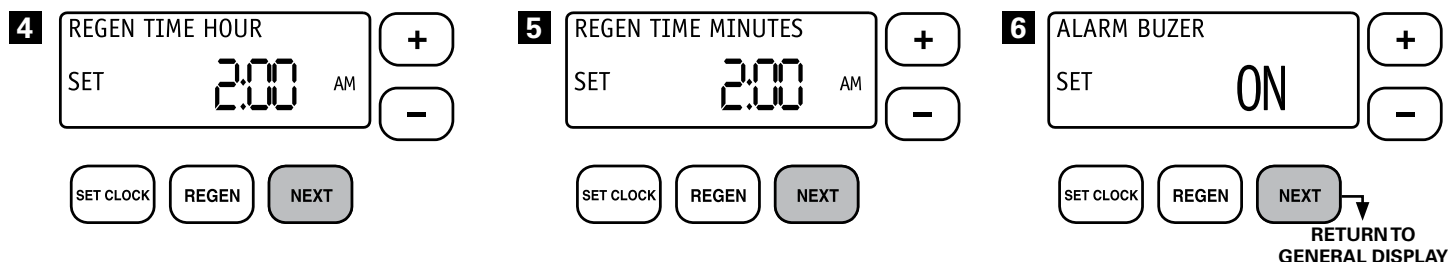 4
REGEN TIME HOUR
SET 2:00 AM
+
-
SET CLOCK REGEN NEXT
5
REGEN TIME MINUTES
SET 2:00 AM
+
-
SET CLOCK REGEN NEXT
6
ALARM BUZER
SET ON
+
-
SET CLOCK REGEN NEXT
RETURN TO
GENERAL DISPLAY